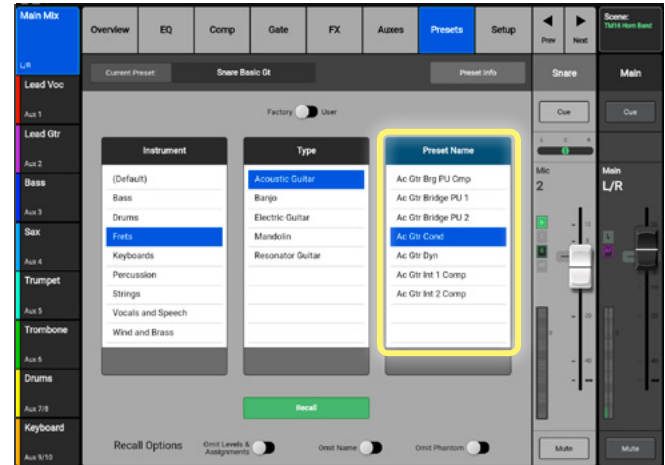 Main Mix
L/R
Lead Voc
Aux 1
Lead Gtr
Aux 2
Bass
Aux 3
Sax
Aux 4
Trumpet
Aux 5
Trombone
Aux 6
Drums
Aux 7/8
Keyboard
Aux 9/10
Overview EQ Comp Gate FX Auxes Presets Setup
Prev Next
Scene:
TM16 Horn Band
Current Preset: Snare Basic Gt Preset Info
Snare Main
Factory User
Cue Cue
Instrument
(Default)
Bass
Drums
Frets
Keyboards
Percussion
Strings
Vocals and Speech
Wind and Brass
Type
Acoustic Guitar
Banjo
Electric Guitar
Mandolin
Resonator Guitar
Preset Name
Ac Gtr Brg PU Cmp
Ac Gtr Bridge PU 1
Ac Gtr Bridge PU 2
Ac Gtr Cond
Ac Gtr Dyn
Ac Gtr Int 1 Comp
Ac Gtr Int 2 Comp
L C R
0
Mic
2
Main
L/R
10
20
40
Recall
Recall Options
Omit Levels &
Assignments
Omit Name
Omit Phantom
Mute Mute